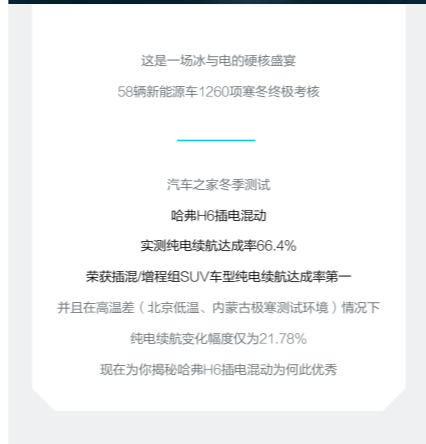 这是一场冰与电的硬核盛宴
58辆新能源车1260项寒冬终极考核
汽车之家冬季测试
哈弗H6插电混动
实测纯电续航达成率66.4%
荣获插混/增程组SUV车型纯电续航达成率第一
并且在高温差（北京低温、内蒙古极寒测试环境）情况下
纯电续航变化幅度仅为21.78%
现在为你揭秘哈弗H6插电混动为何此优秀